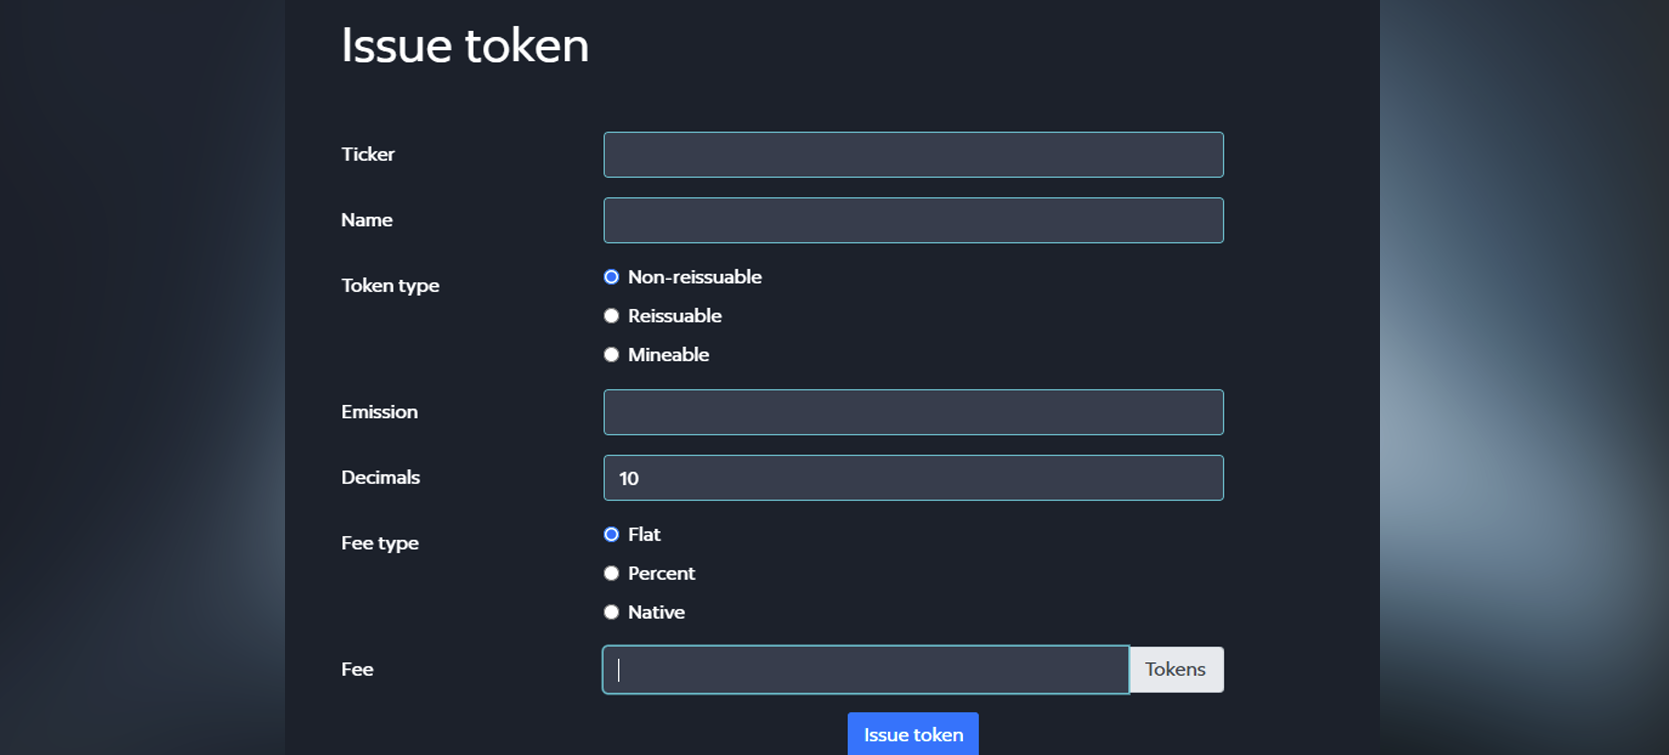 Issue token
Ticker
Name
Token type
Non-reissuable
Reissuable
Mineable
Emission
Decimals
10
Fee type
Flat
Percent
Native
Fee
Tokens
Issue token